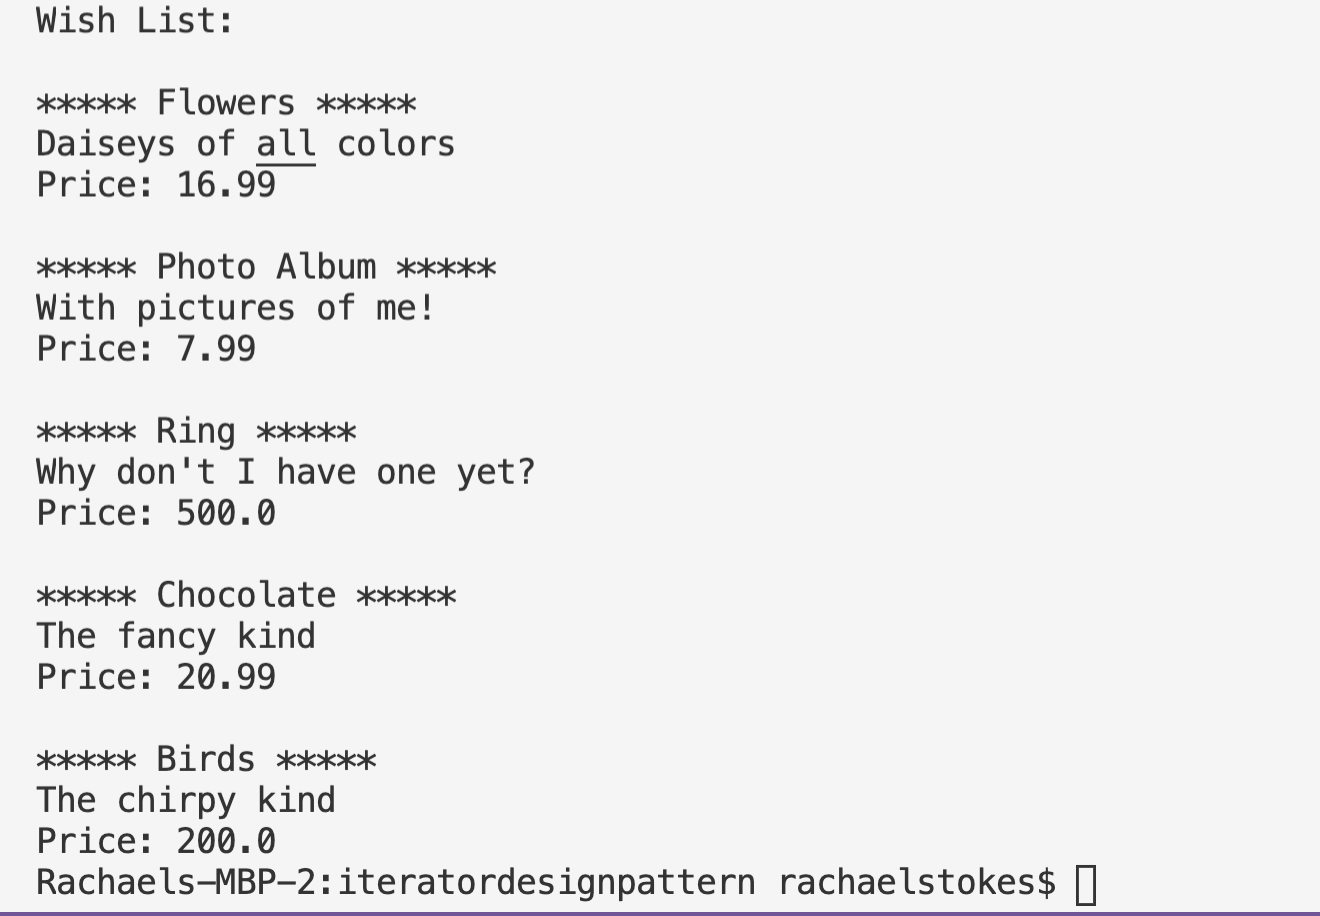 Wish List:
***** Flowers *****
Daiseys of all colors
Price: 16.99
***** Photo Album *****
With pictures of me!
Price: 7.99
***** Ring *****
Why don't I have one yet?
Price: 500.0
***** Chocolate *****
The fancy kind
Price: 20.99
***** Birds *****
The chirpy kind
Price: 200.0
Rachaels-MBP-2:iteratordesignpattern rachaelstokes$